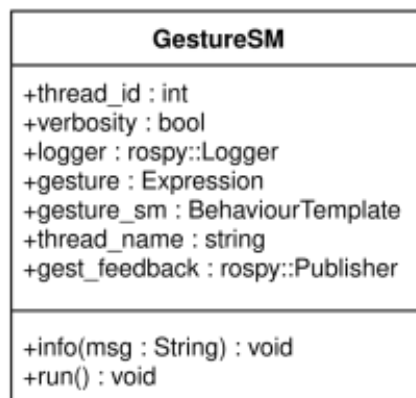 GestureSM
+thread_id : int
+verbosity : bool
+logger : rospy::Logger
+gesture : Expression
+gesture_sm : BehaviourTemplate
+thread_name : string
+gest_feedback : rospy::Publisher
+info(msg : String) : void
+run() : void